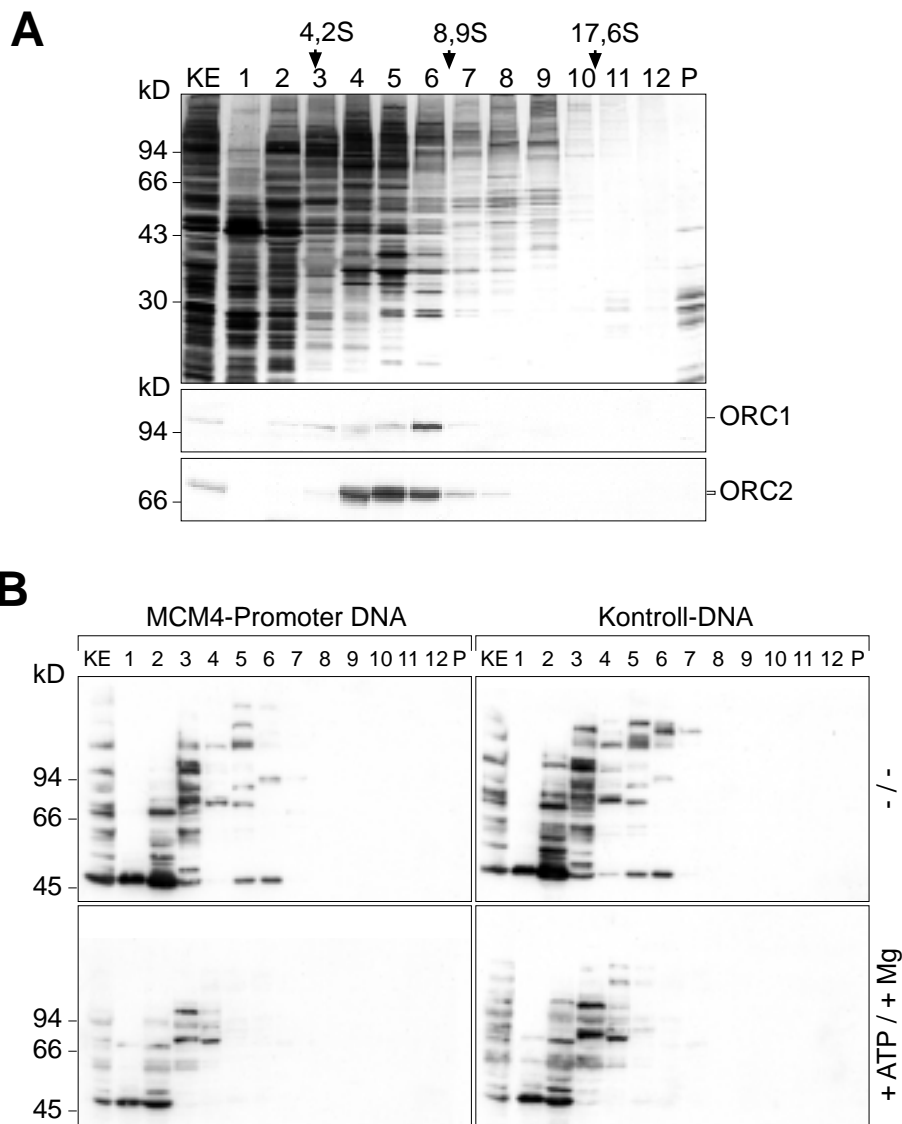 A
4,2S 8,9S 17,6S
kD KE 1 2 3 4 5 6 7 8 9 10 11 12 P
94
66
43
30
kD
94 ORC1
66 ORC2
B
MCM4-Promoter DNA Kontroll-DNA
kD KE 1 2 3 4 5 6 7 8 9 10 11 12 P KE 1 2 3 4 5 6 7 8 9 10 11 12 P
94
66
45
- / -
94
66
45
+ ATP / + Mg